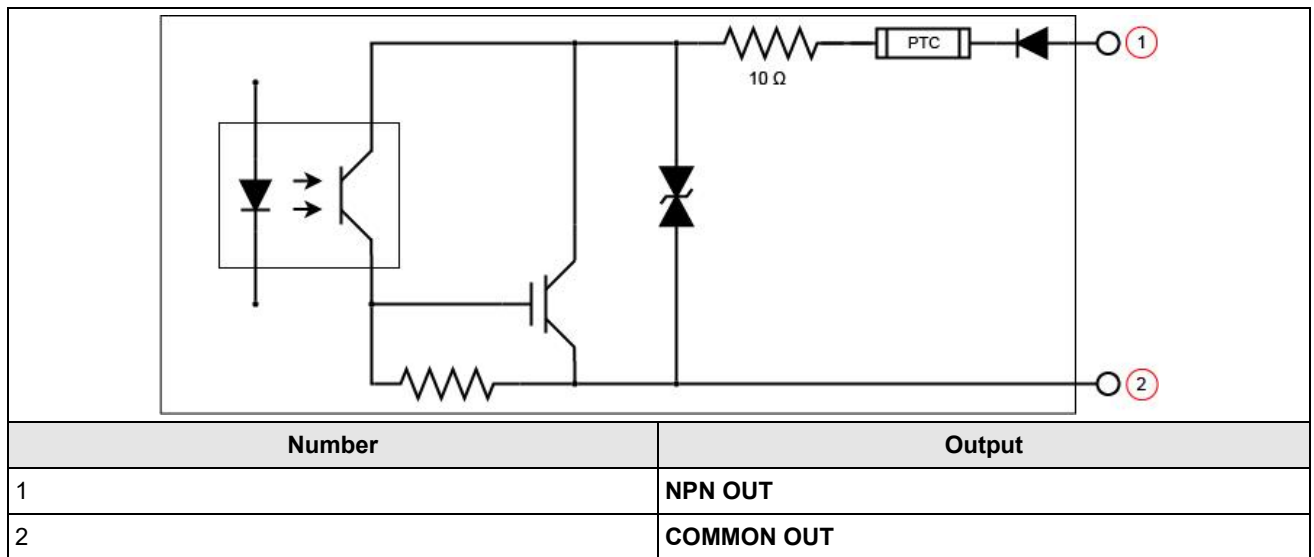 PTC
1
10 Ω
2
Number Output
1 NPN OUT
2 COMMON OUT